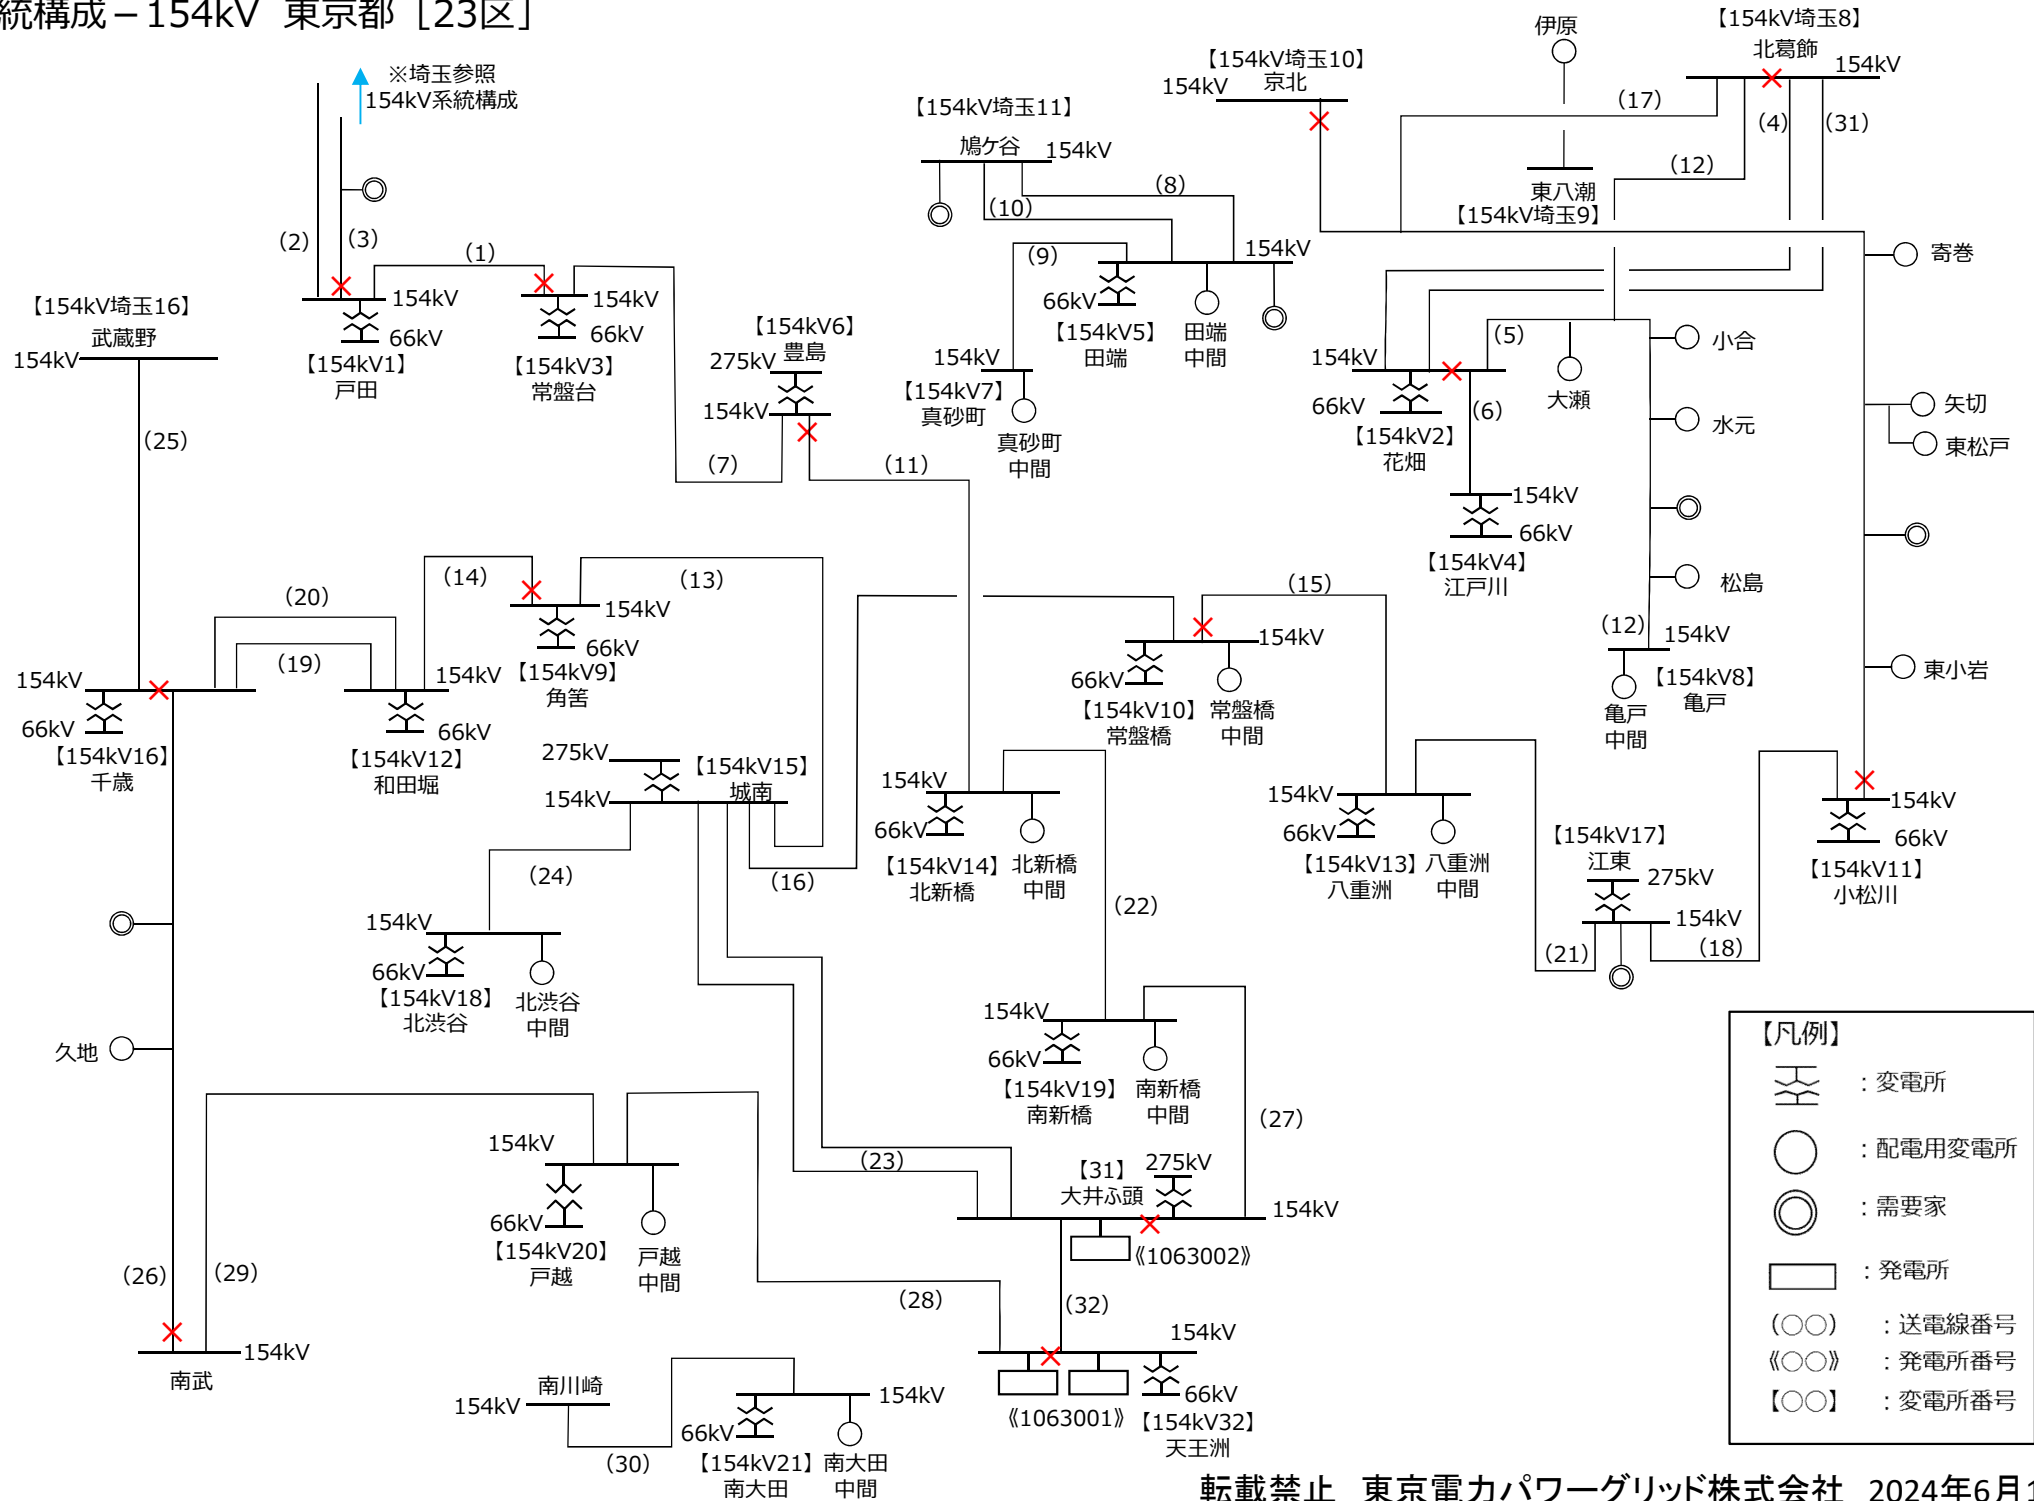 系統構成－154kV 東京都［23区］
※埼玉参照
154kV系統構成
（2）
（3）
（1）
154kV
66kV
【154kV1】
戸田
154kV
66kV
【154kV3】
常盤台
【154kV埼玉16】
武蔵野
154kV
（25）
【154kV6】
豊島
275kV
154kV
（7）
（11）
【154kV埼玉11】
鳩ケ谷
154kV
（10）
（8）
（9）
154kV
66kV
【154kV5】
田端
田端
中間
154kV
【154kV7】
真砂町
真砂町
中間
【154kV埼玉10】
154kV
京北
伊原
東八潮
【154kV埼玉9】
【154kV埼玉8】
北葛飾
154kV
（17）
（4）
（31）
（12）
寄巻
矢切
東松戸
東小岩
154kV
66kV
【154kV2】
花畑
（5）
（6）
大瀬
小合
水元
松島
154kV
66kV
【154kV4】
江戸川
（12）
154kV
【154kV8】
亀戸
亀戸
中間
（20）
（19）
（14）
（13）
154kV
66kV
【154kV9】
角筈
154kV
66kV
【154kV16】
千歳
154kV
66kV
【154kV12】
和田堀
275kV
【154kV15】
城南
154kV
（24）
（16）
154kV
66kV
【154kV18】
北渋谷
北渋谷
中間
（15）
154kV
66kV
【154kV10】
常盤橋
常盤橋
中間
154kV
66kV
【154kV14】
北新橋
北新橋
中間
（22）
154kV
66kV
【154kV13】
八重洲
八重洲
中間
【154kV17】
江東
275kV
154kV
（21）
（18）
154kV
66kV
【154kV11】
小松川
154kV
66kV
【154kV19】
南新橋
南新橋
中間
（27）
久地
（26）
（29）
154kV
南武
154kV
66kV
【154kV20】
戸越
戸越
中間
（23）
（28）
【31】
大井ふ頭
275kV
154kV
《1063002》
（32）
154kV
66kV
《1063001》
【154kV32】
天王洲
南川崎
154kV
（30）
154kV
66kV
【154kV21】
南大田
南大田
中間
【凡例】
：変電所
：配電用変電所
：需要家
：発電所
（○○） ：送電線番号
《○○》 ：発電所番号
【○○】 ：変電所番号
転載禁止 東京電力パワーグリッド株式会社 2024年6月1